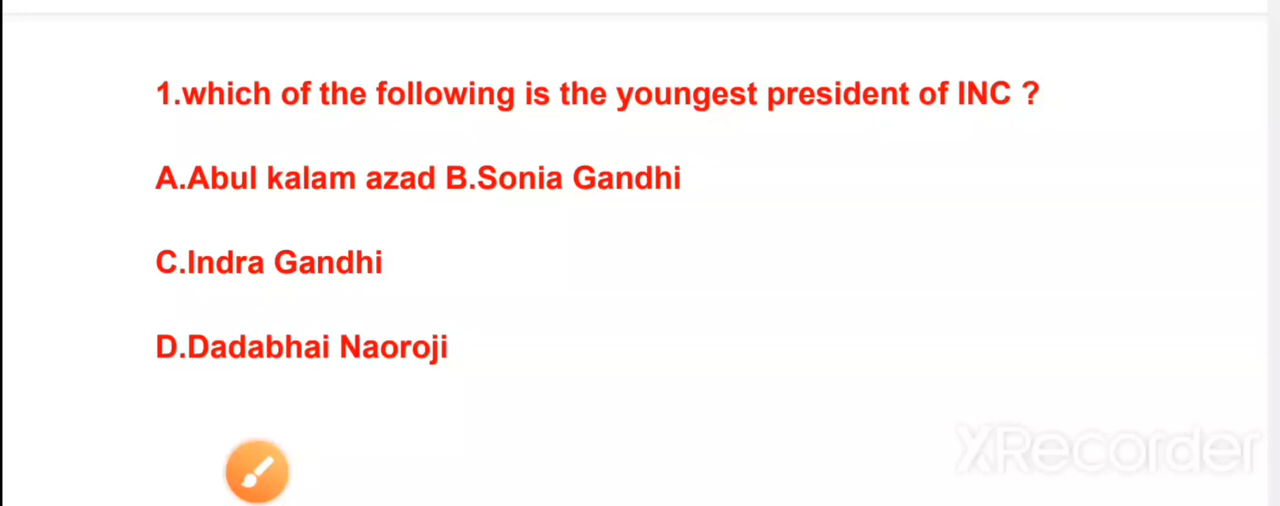 1.which of the following is the youngest president of INC ?
A.Abul kalam azad B.Sonia Gandhi
C.Indra Gandhi
D.Dadabhai Naoroji
XRecorder